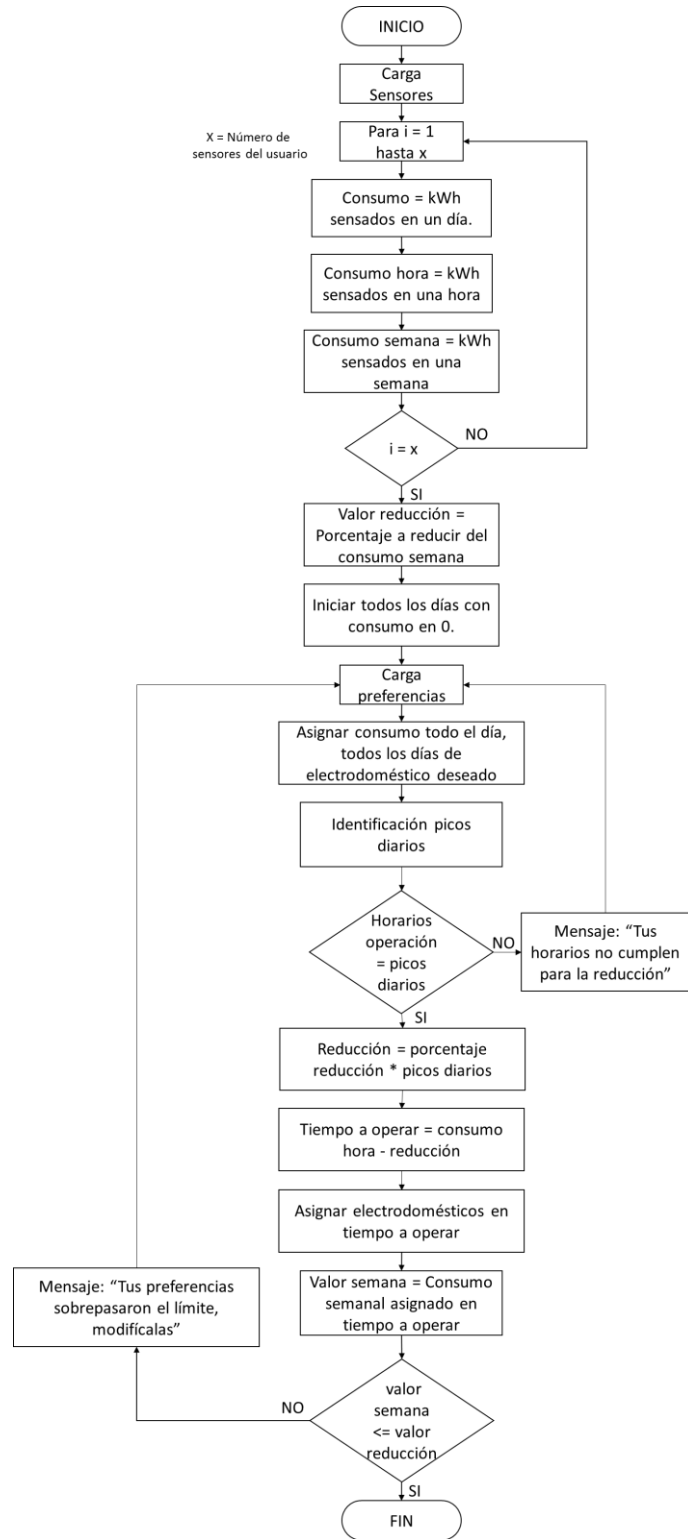 INICIO
Carga
Sensores
X = Número de
sensores del usuario
Para i = 1
hasta x
Consumo = kWh
sensados en un día.
Consumo hora = kWh
sensados en una hora
Consumo semana = kWh
sensados en una
semana
i = x
NO
SI
Valor reducción =
Porcentaje a reducir del
consumo semana
Iniciar todos los días con
consumo en 0.
Carga
preferencias
Asignar consumo todo el día,
todos los días de
electrodoméstico deseado
Identificación picos
diarios
Horarios
operación
= picos
diarios
NO
Mensaje: “Tus
horarios no cumplen
para la reducción”
SI
Reducción = porcentaje
reducción * picos diarios
Tiempo a operar = consumo
hora - reducción
Asignar electrodomésticos en
tiempo a operar
Valor semana = Consumo
semanal asignado en
tiempo a operar
Mensaje: “Tus preferencias
sobrepasaron el límite,
modifícalas”
valor
semana
<= valor
reducción
NO
SI
FIN